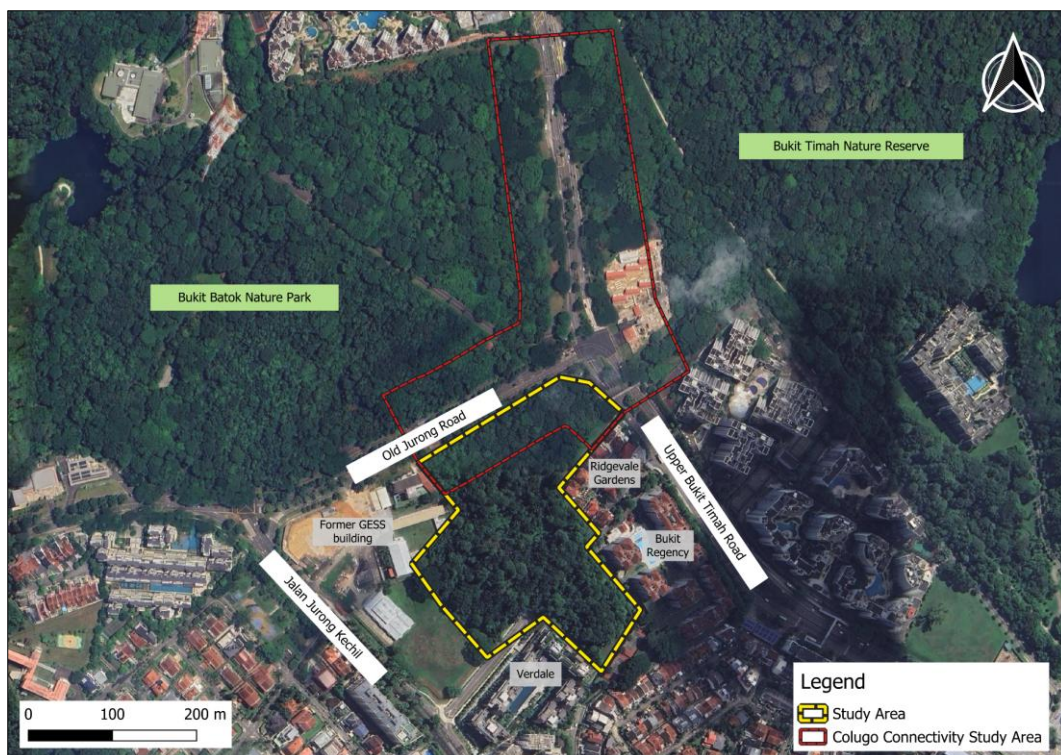 Bukit Timah Nature Reserve
Bukit Batok Nature Park
Old Jurong Road
Ridgevale
Gardens
Upper Bukit Timah Road
Former GESS
building
Bukit
Regency
Jalan Jurong Kechil
Verdale
0 100 200 m
Legend
Study Area
Colugo Connectivity Study Area